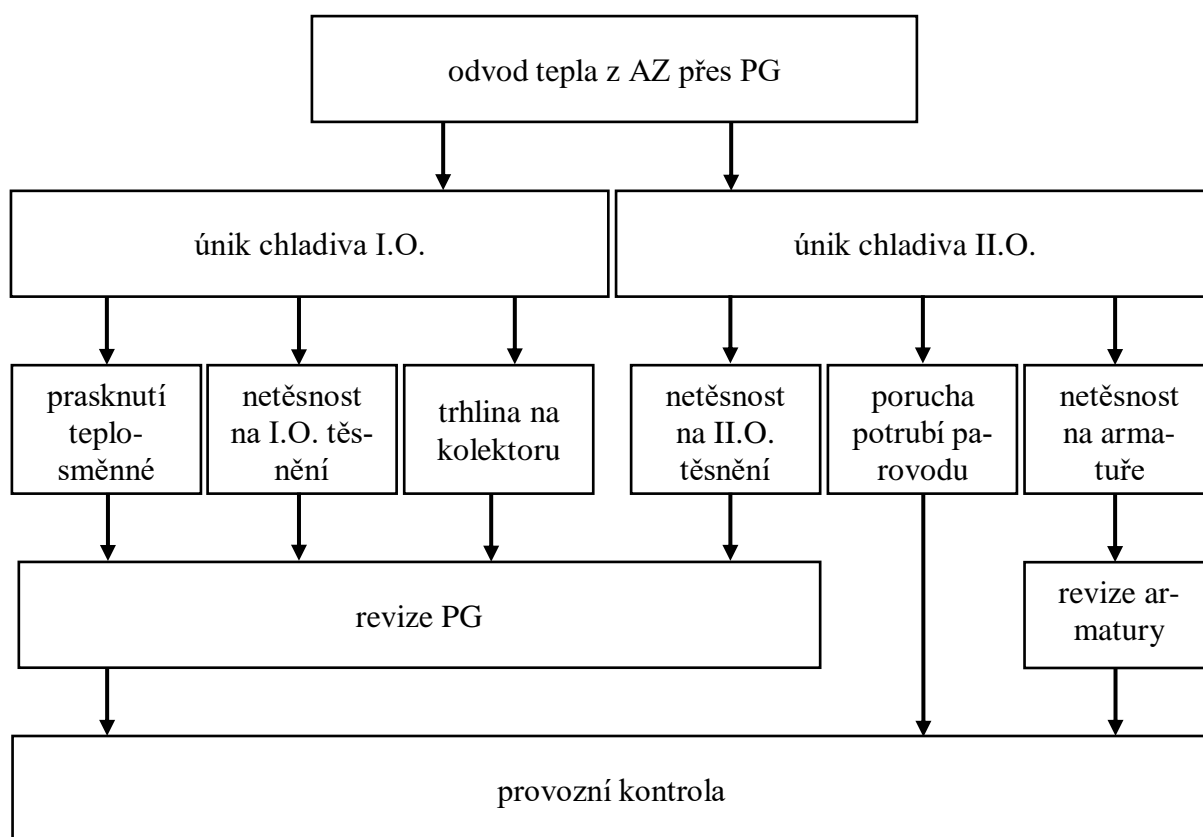 odvod tepla z AZ přes PG
únik chladiva I.O.
únik chladiva II.O.
prasknutí
teplo-
směnné
netěsnost
na I.O. těs-
nění
trhlina na
kolektoru
netěsnost
na II.O.
těsnění
porucha
potrubí pa-
rovodu
netěsnost
na arma-
tuře
revize PG
revize ar-
matury
provozní kontrola